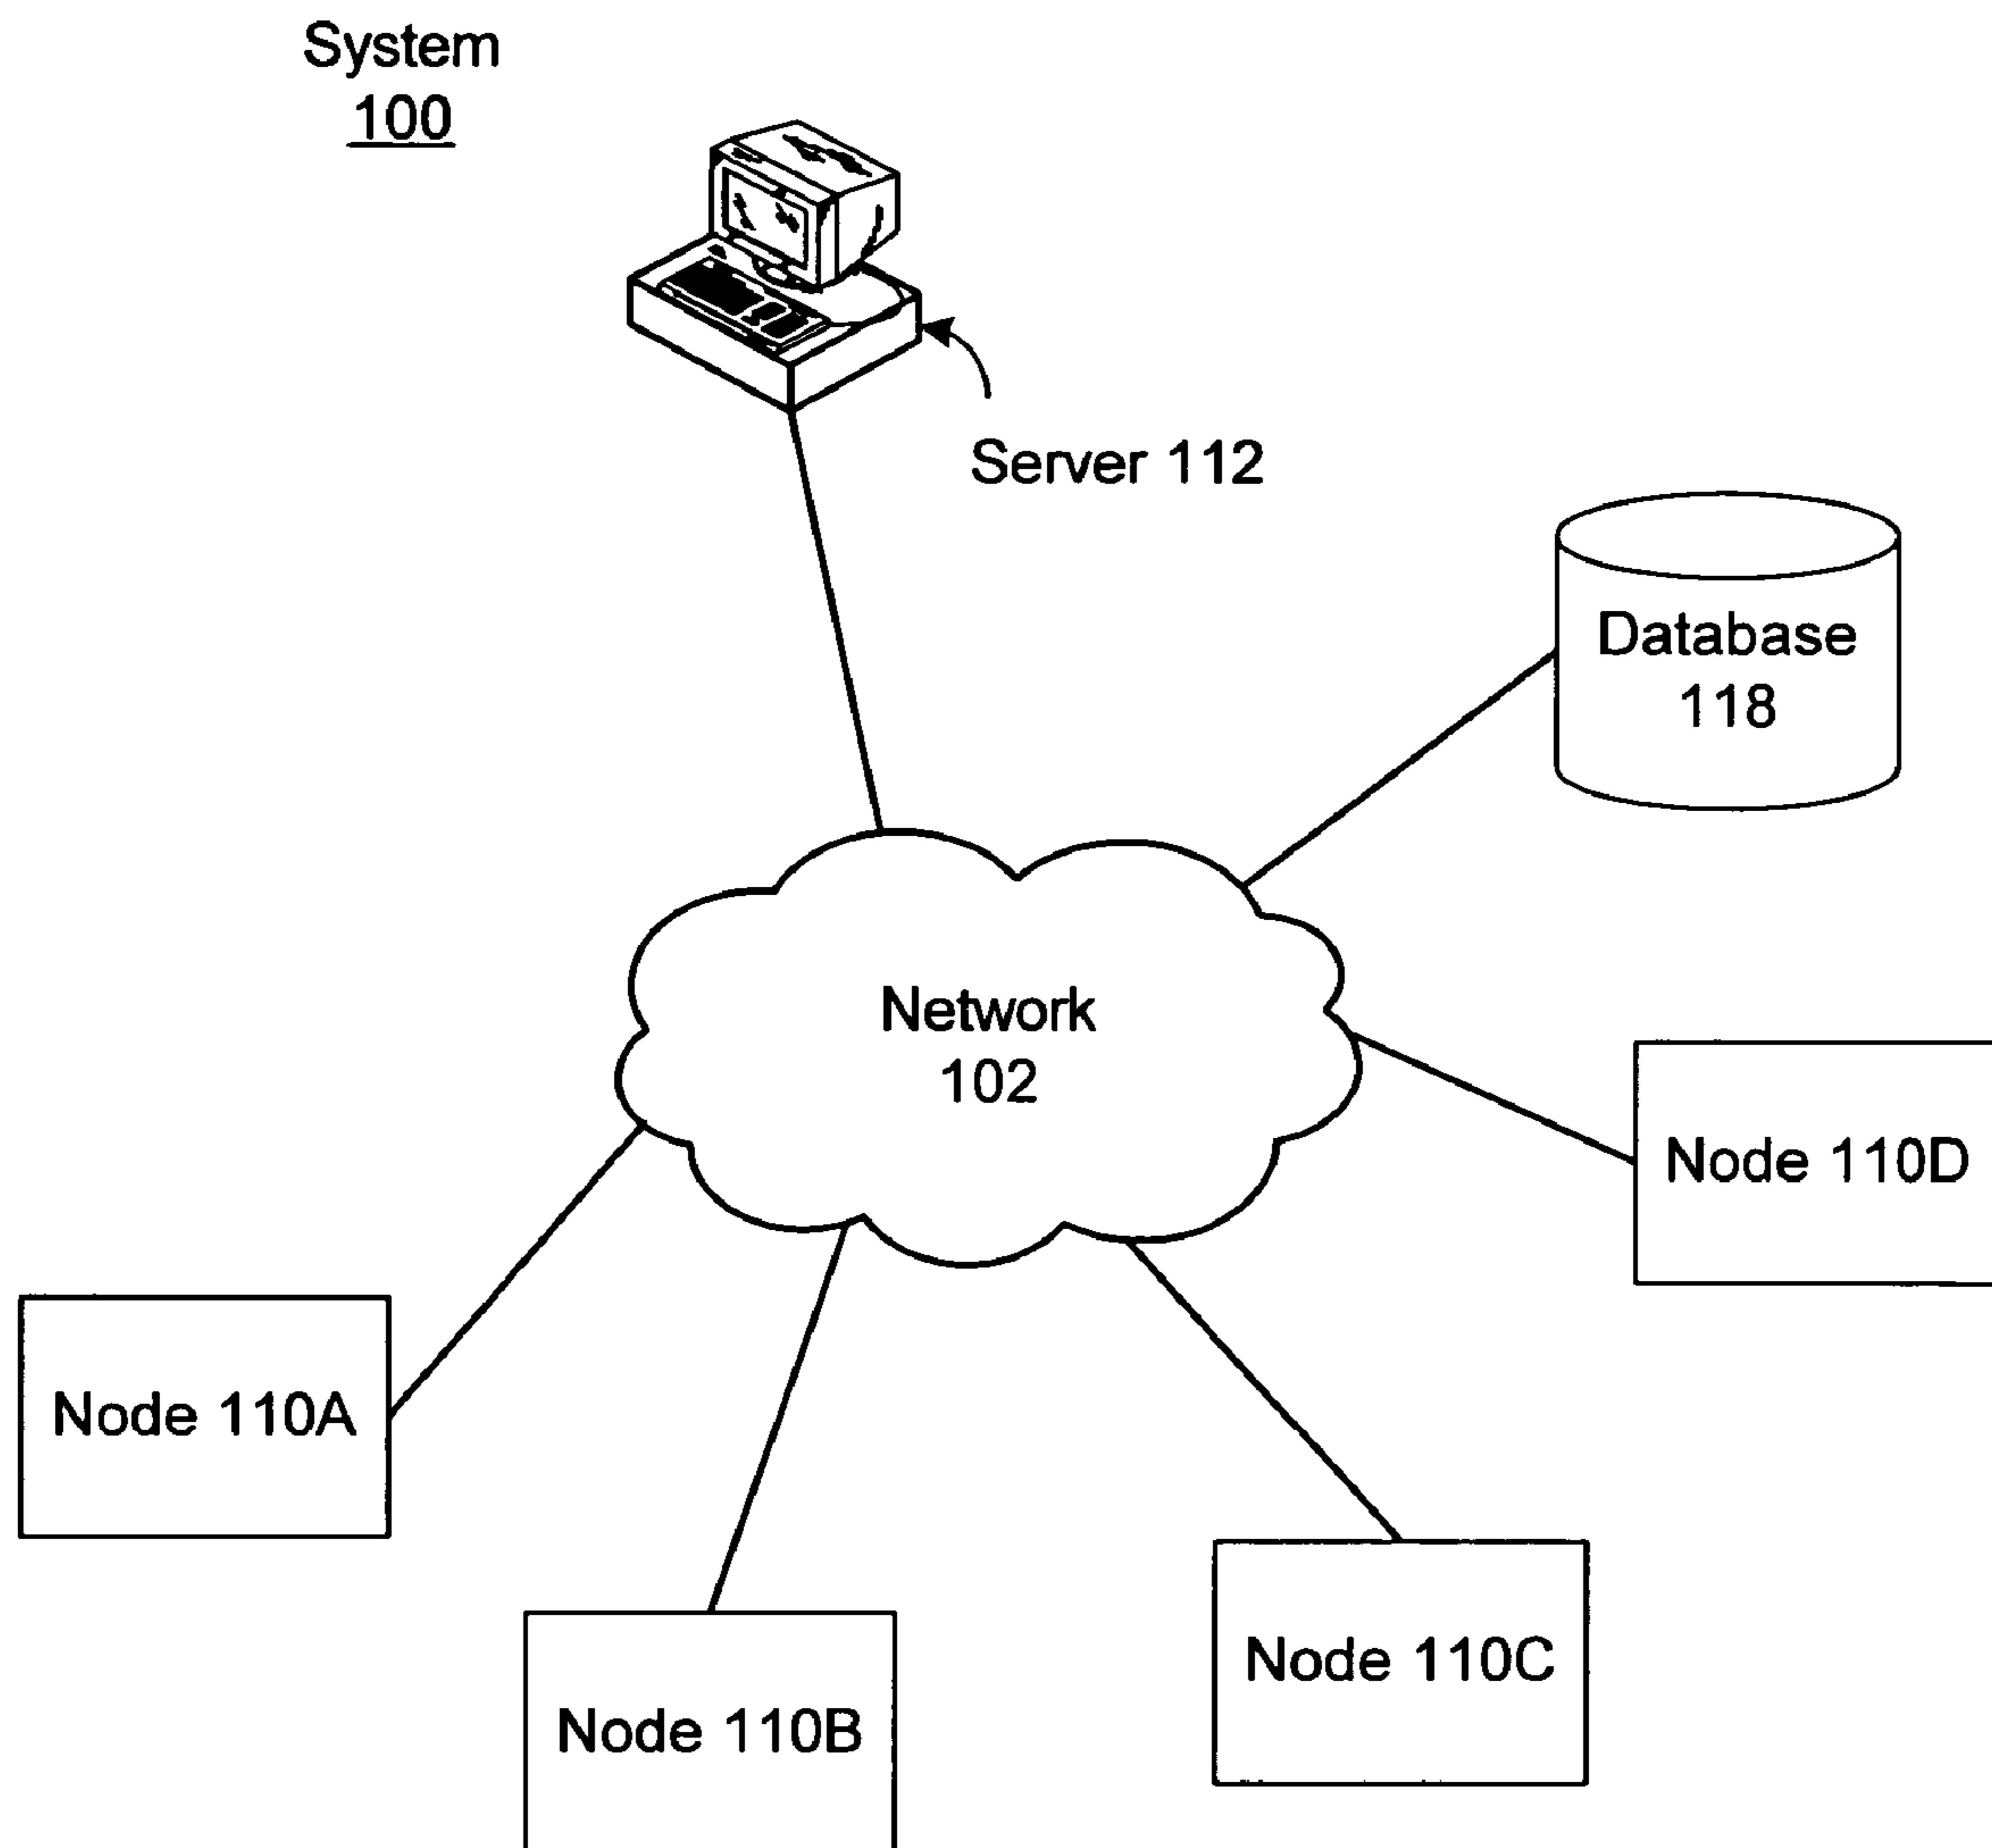 System
100
Server 112
Database
118
Network
102
Node 110D
Node 110A
Node 110C
Node 110B